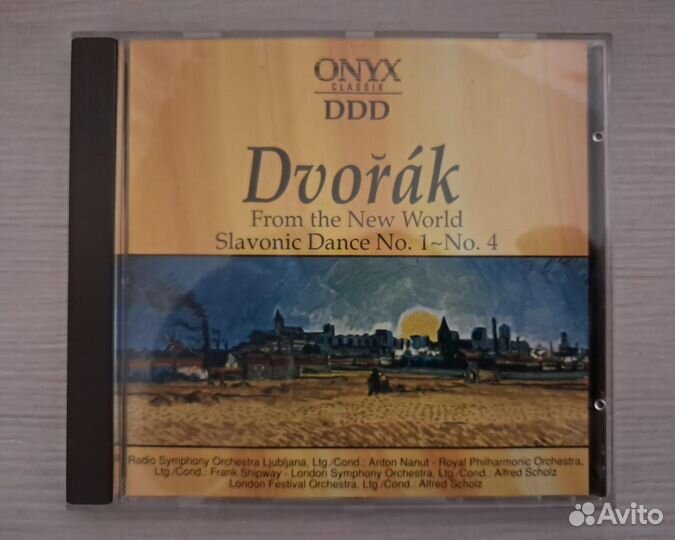 ONYX
CLASSIX
DDD
Dvořák
From the New World
Slavonic Dance No. 1~No. 4
Radio Symphony Orchestra Ljubljana, Ltg./Cond.: Anton Nanut - Royal Philharmonic Orchestra,
Ltg./Cond.: Frank Shipway - London Symphony Orchestra, Ltg./Cond.: Alfred Scholz
London Festival Orchestra, Ltg./Cond.: Alfred Scholz
Avito